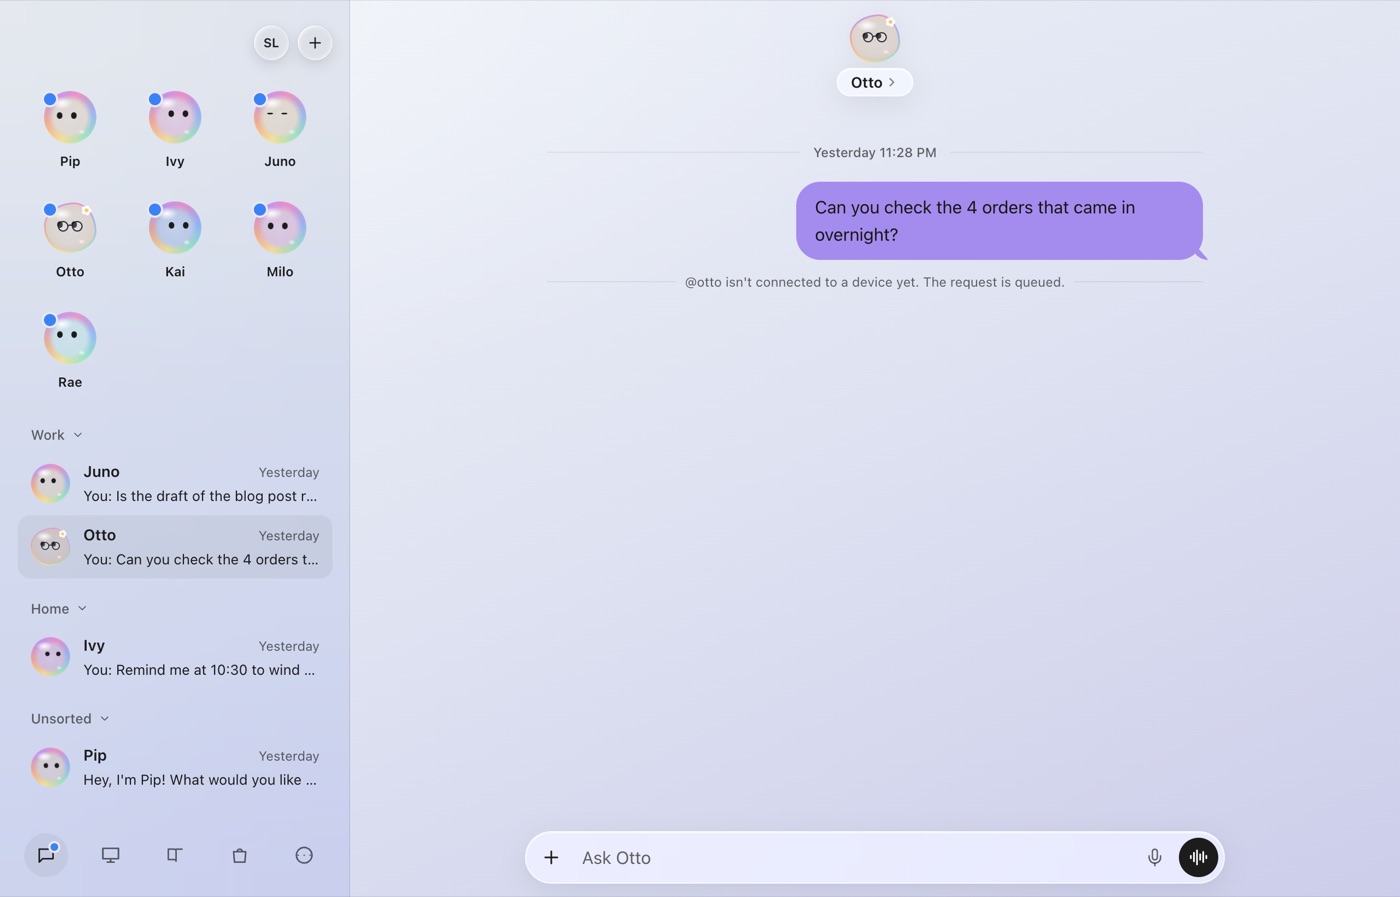 SL
Pip
Ivy
Juno
Otto
Kai
Milo
Rae
Work
Juno
Yesterday
You: Is the draft of the blog post r...
Otto
Yesterday
You: Can you check the 4 orders t...
Home
Ivy
Yesterday
You: Remind me at 10:30 to wind ...
Unsorted
Pip
Yesterday
Hey, I'm Pip! What would you like ...
Otto
Yesterday 11:28 PM
Can you check the 4 orders that came in
overnight?
@otto isn't connected to a device yet. The request is queued.
Ask Otto